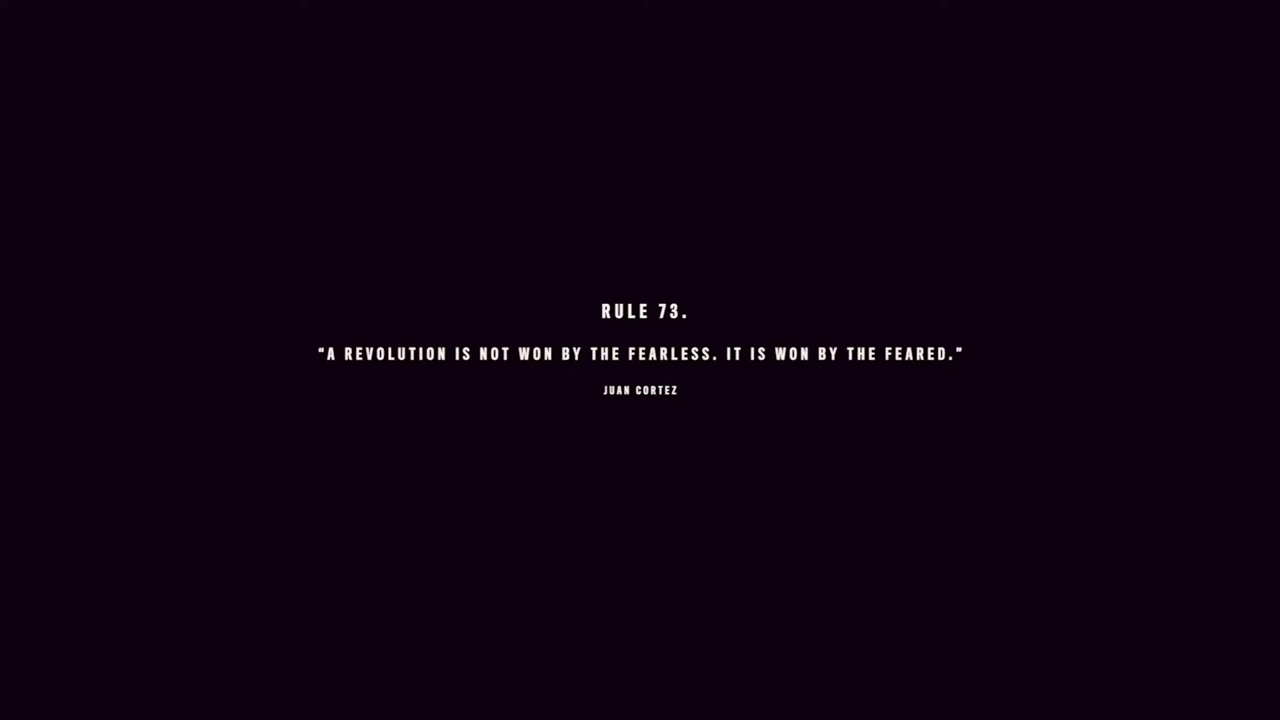 RULE 73.
“A REVOLUTION IS NOT WON BY THE FEARLESS. IT IS WON BY THE FEARED.”
JUAN CORTEZ